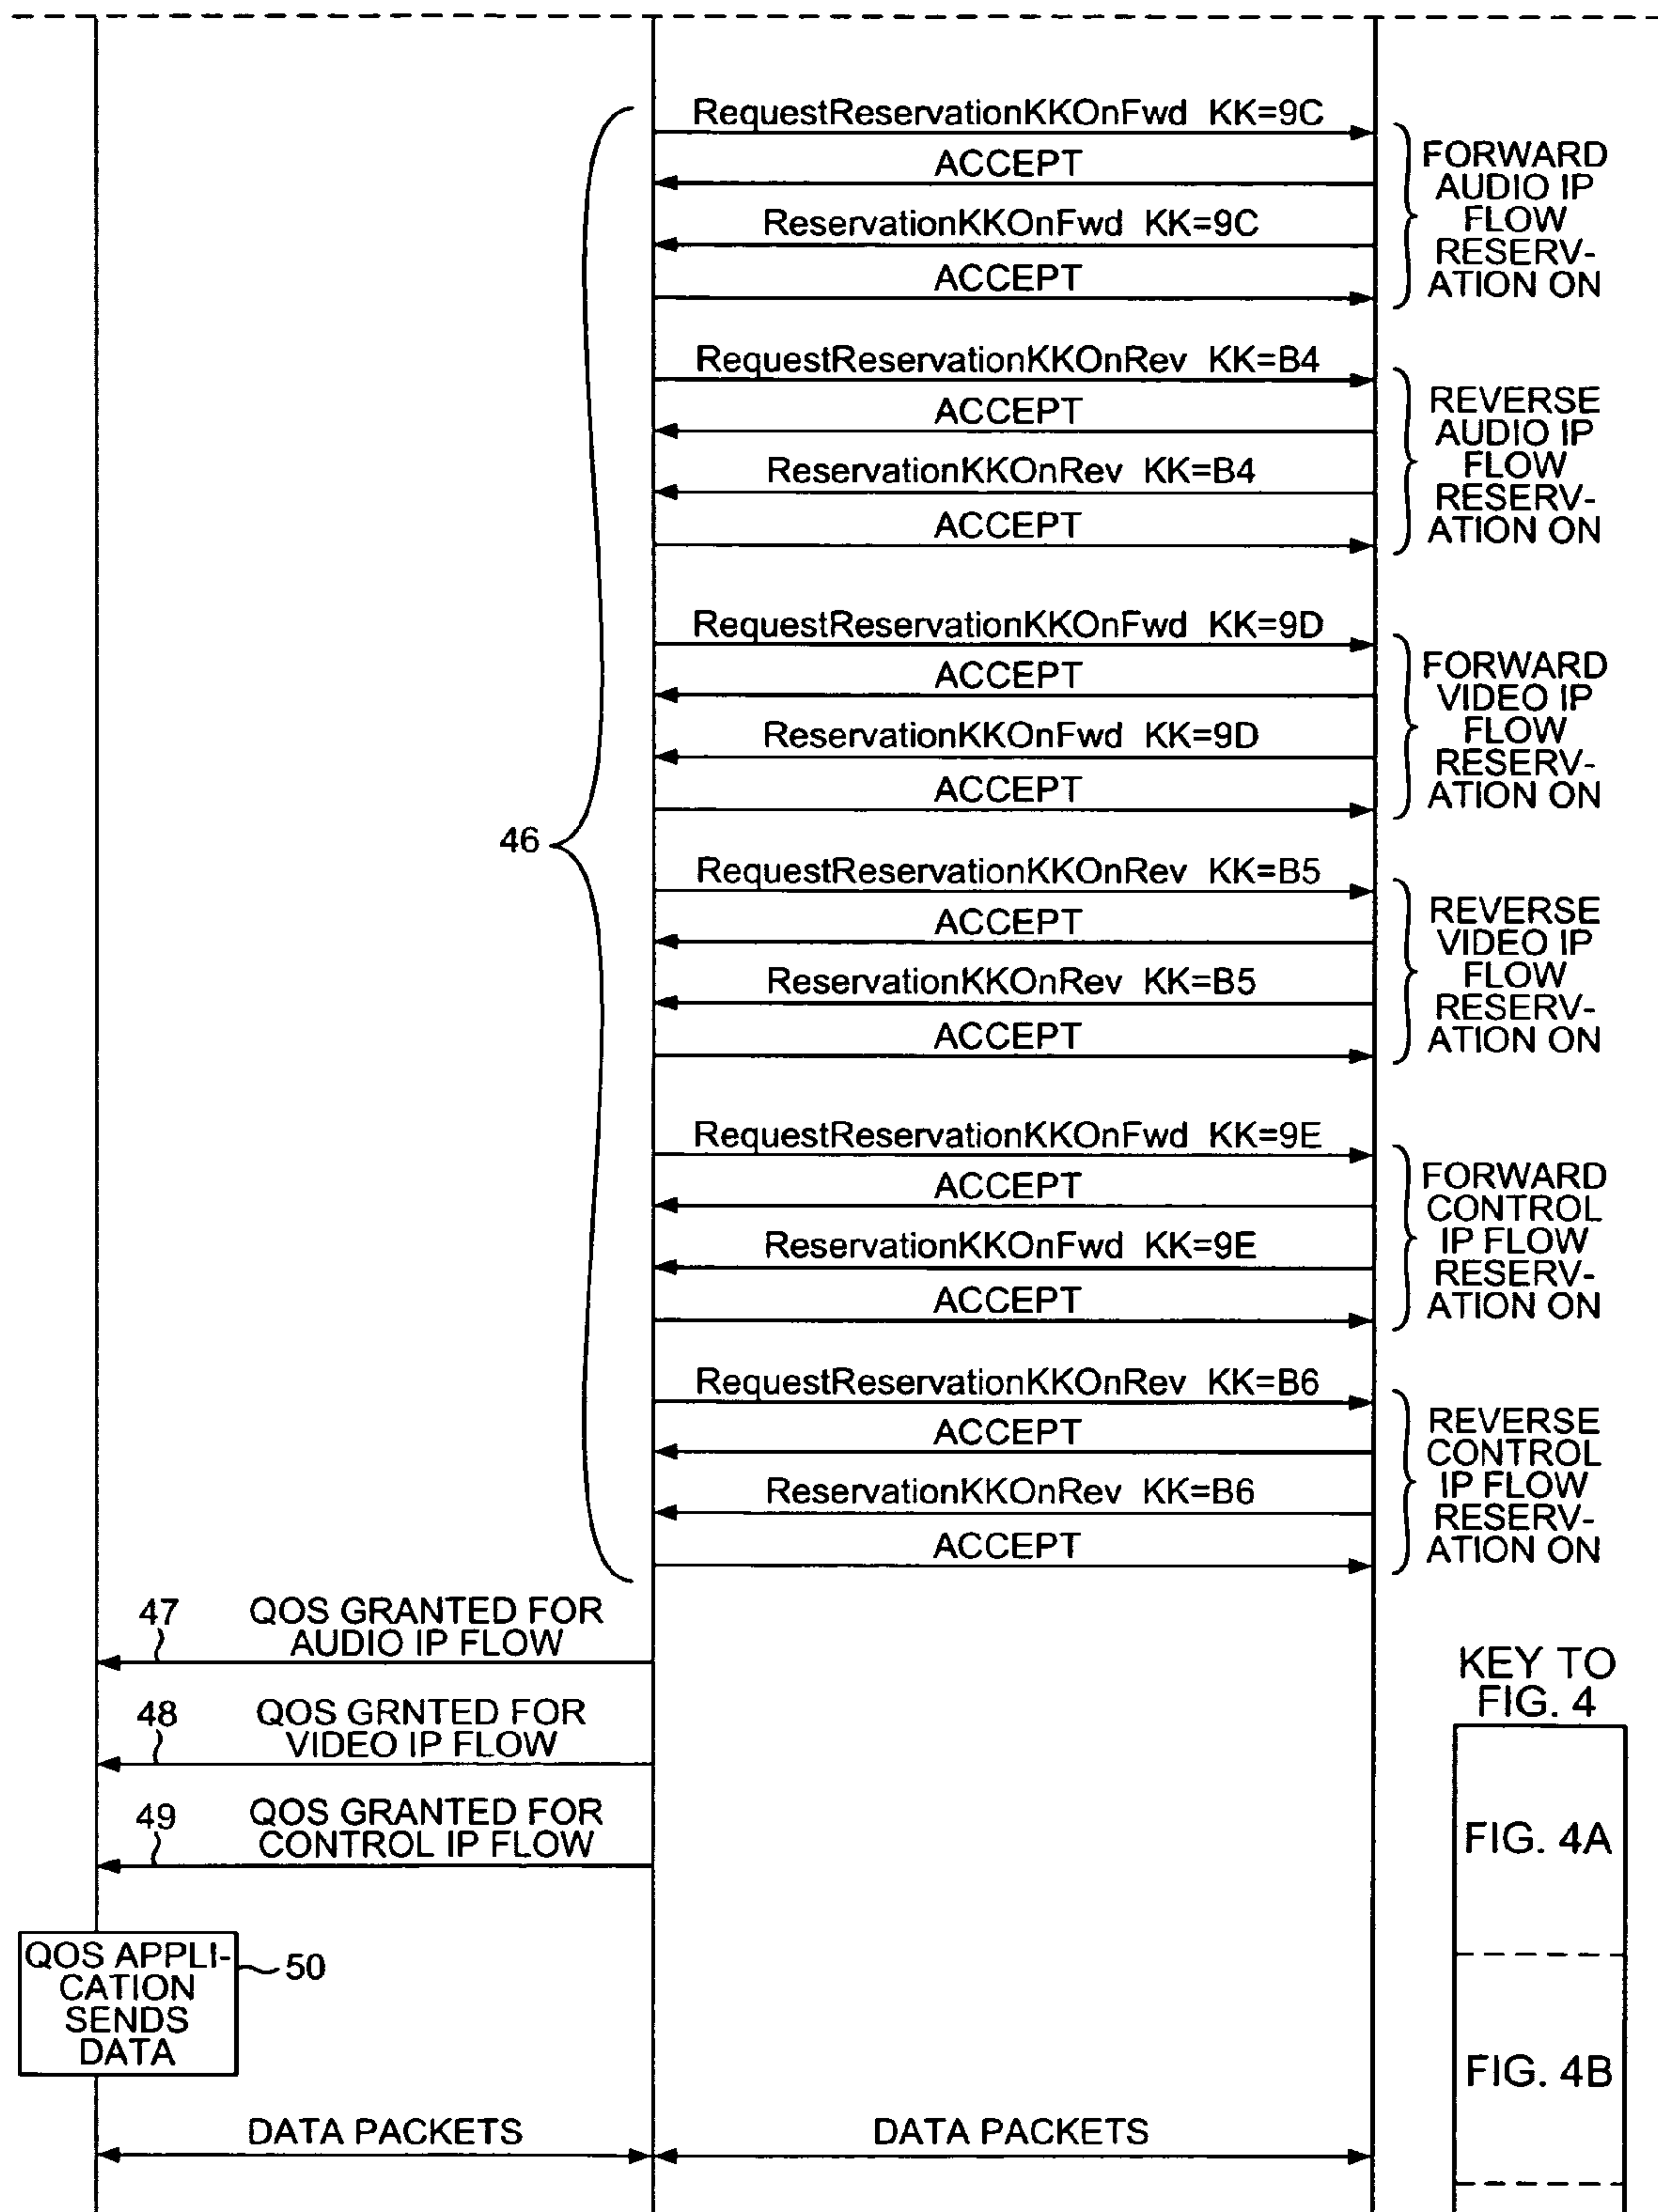 RequestReservationKKOnFwd KK=9C
ACCEPT
ReservationKKOnFwd KK=9C
ACCEPT
FORWARD
AUDIO IP
FLOW
RESERV-
ATION ON
RequestReservationKKOnRev KK=B4
ACCEPT
ReservationKKOnRev KK=B4
ACCEPT
REVERSE
AUDIO IP
FLOW
RESERV-
ATION ON
RequestReservationKKOnFwd KK=9D
ACCEPT
ReservationKKOnFwd KK=9D
ACCEPT
FORWARD
VIDEO IP
FLOW
RESERV-
ATION ON
46
RequestReservationKKOnRev KK=B5
ACCEPT
ReservationKKOnRev KK=B5
ACCEPT
REVERSE
VIDEO IP
FLOW
RESERV-
ATION ON
RequestReservationKKOnFwd KK=9E
ACCEPT
ReservationKKOnFwd KK=9E
ACCEPT
FORWARD
CONTROL
IP FLOW
RESERV-
ATION ON
RequestReservationKKOnRev KK=B6
ACCEPT
ReservationKKOnRev KK=B6
ACCEPT
REVERSE
CONTROL
IP FLOW
RESERV-
ATION ON
47
QOS GRANTED FOR
AUDIO IP FLOW
48
QOS GRNTED FOR
VIDEO IP FLOW
49
QOS GRANTED FOR
CONTROL IP FLOW
QOS APPLI-
CATION
SENDS
DATA
50
DATA PACKETS
DATA PACKETS
KEY TO
FIG. 4
FIG. 4A
FIG. 4B